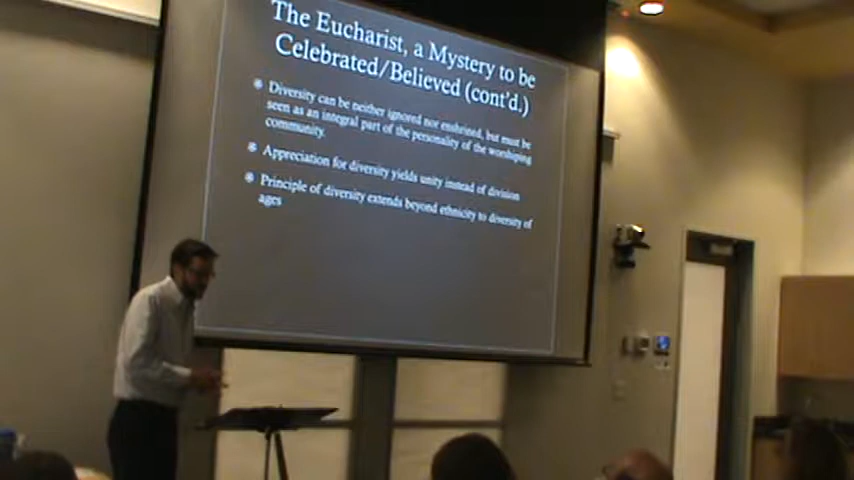 The Eucharist, a Mystery to be
Celebrated/Believed (cont'd.)
Diversity can be neither ignored nor enshrined, but must be
seen as an integral part of the personality of the worshiping
community.
Appreciation for diversity yields unity instead of division
Principle of diversity extends beyond ethnicity to diversity of
ages